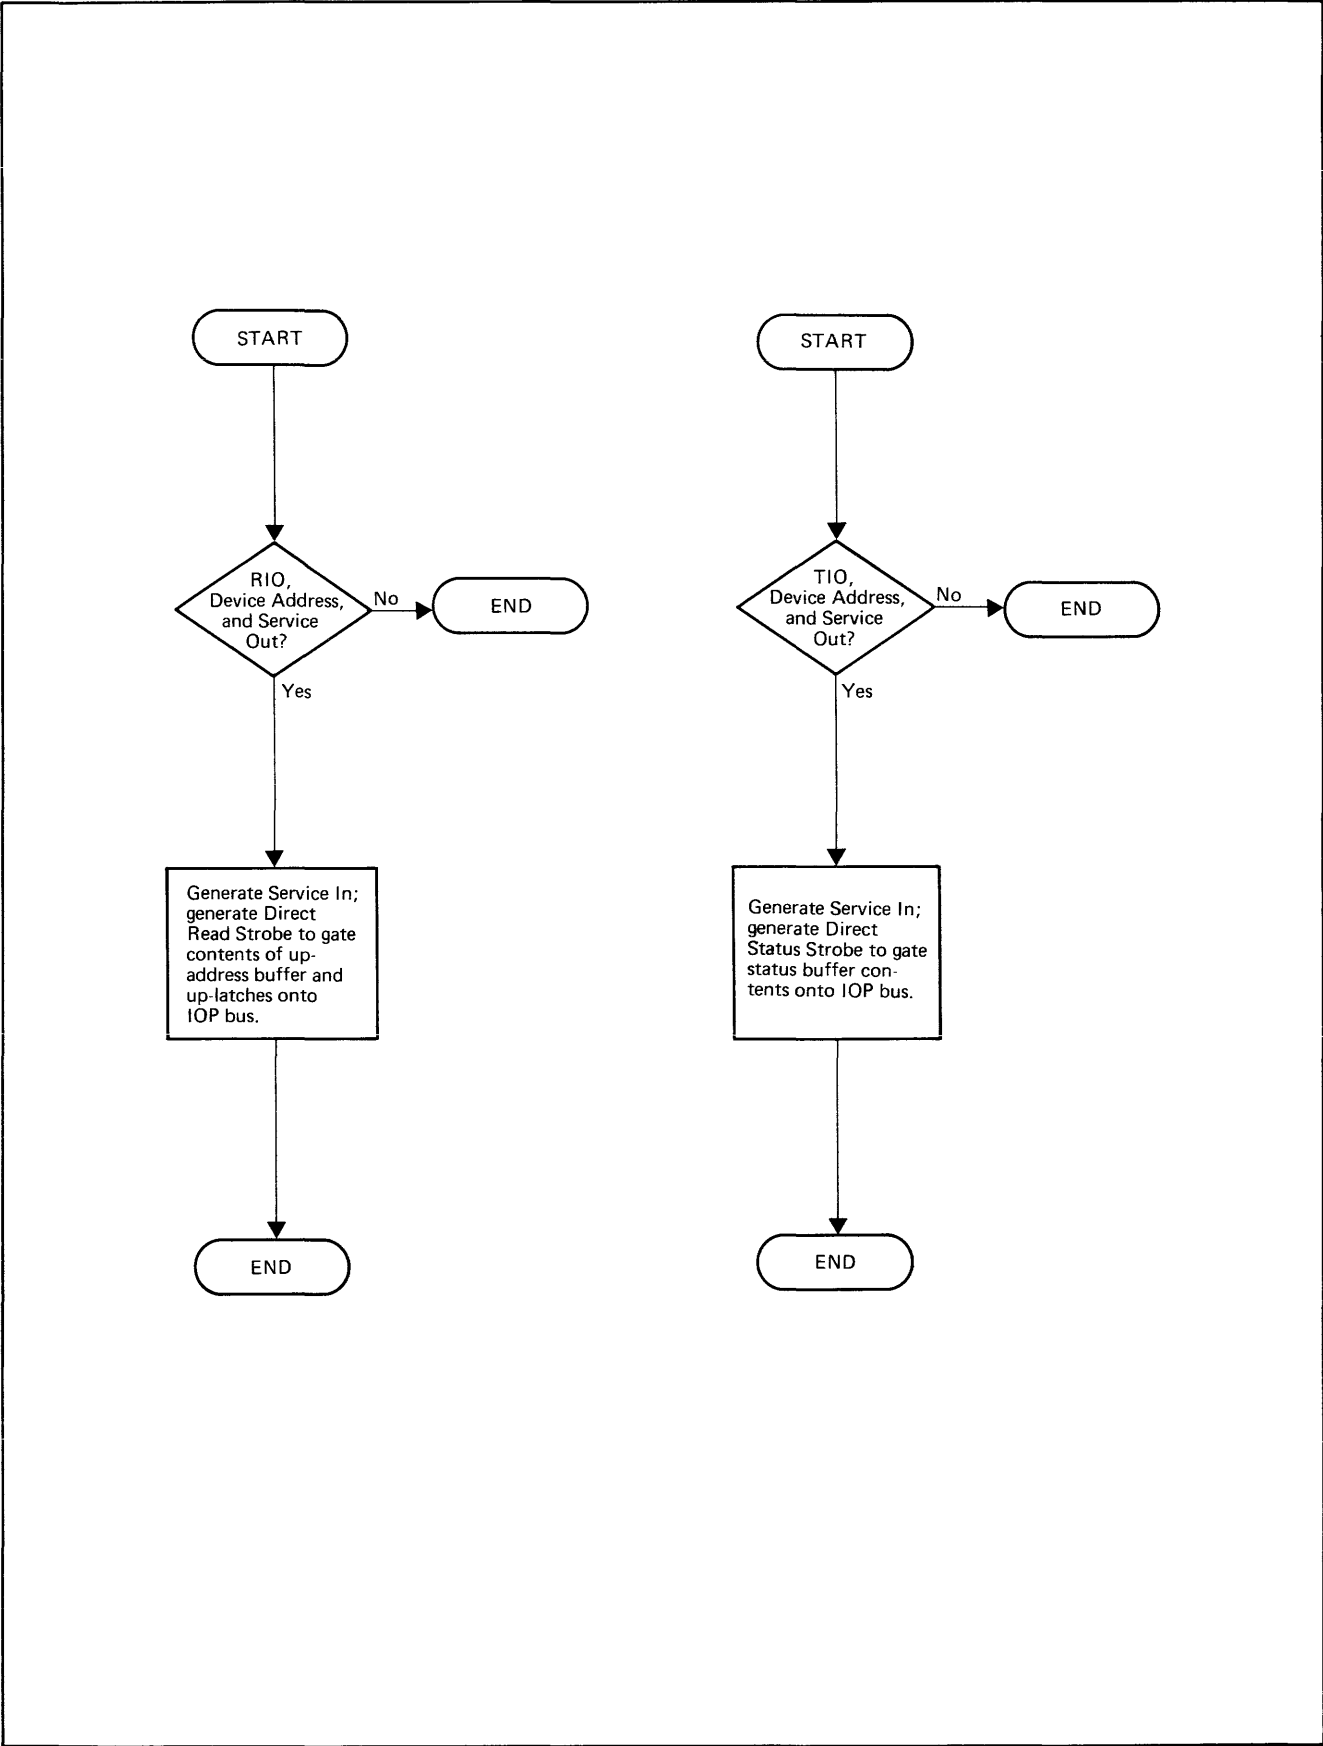 START
RIO,
Device Address,
and Service
Out?
No
END
Yes
Generate Service In;
generate Direct
Read Strobe to gate
contents of up-
address buffer and
up-latches onto
IOP bus.
END
START
TIO,
Device Address,
and Service
Out?
No
END
Yes
Generate Service In;
generate Direct
Status Strobe to gate
status buffer con-
tents onto IOP bus.
END